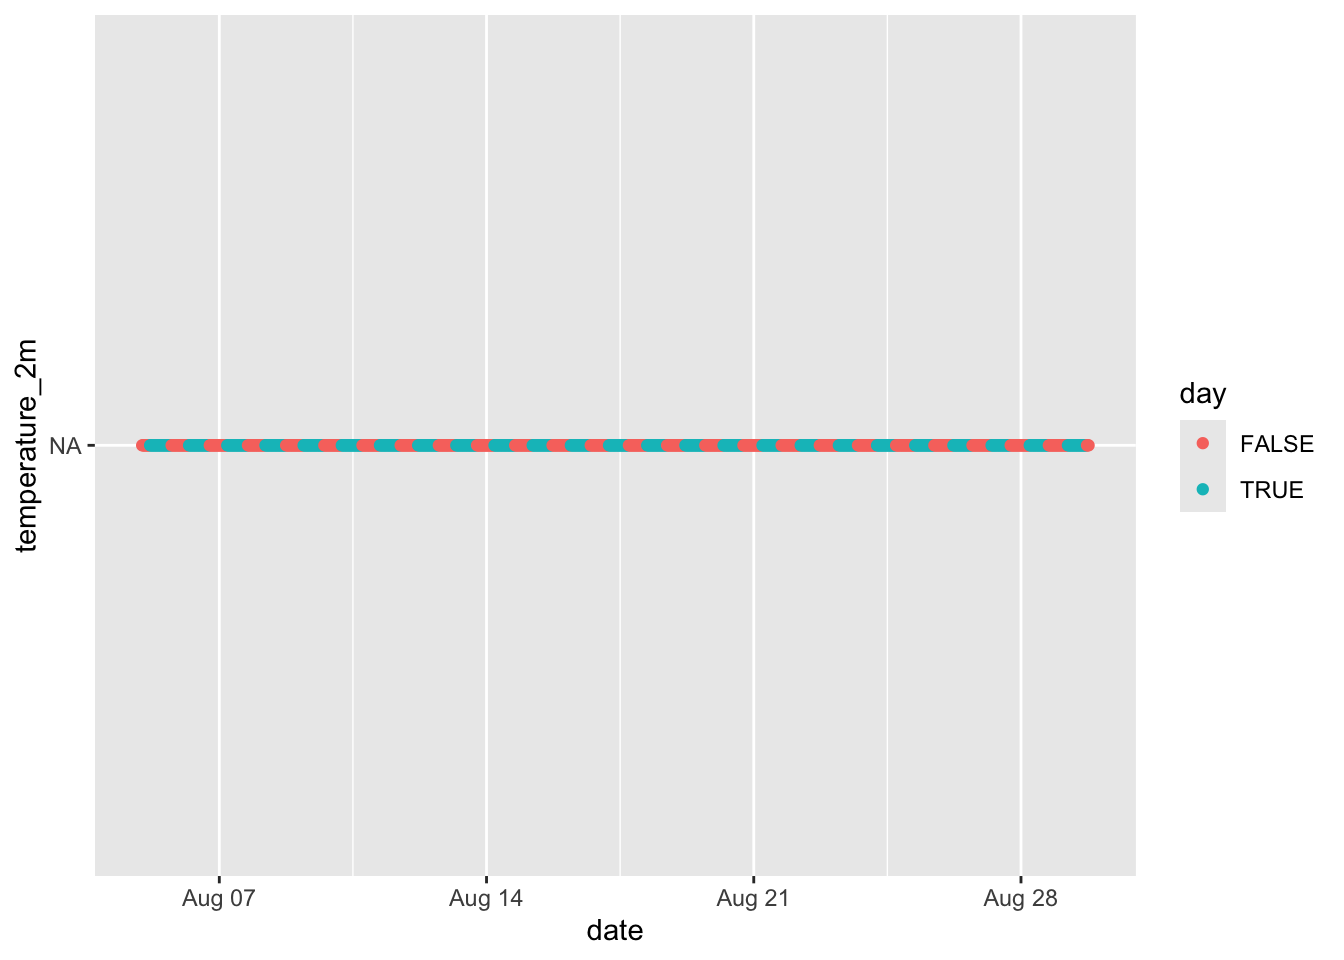 temperature_2m
NA
Aug 07
Aug 14
Aug 21
Aug 28
date
day
FALSE
TRUE